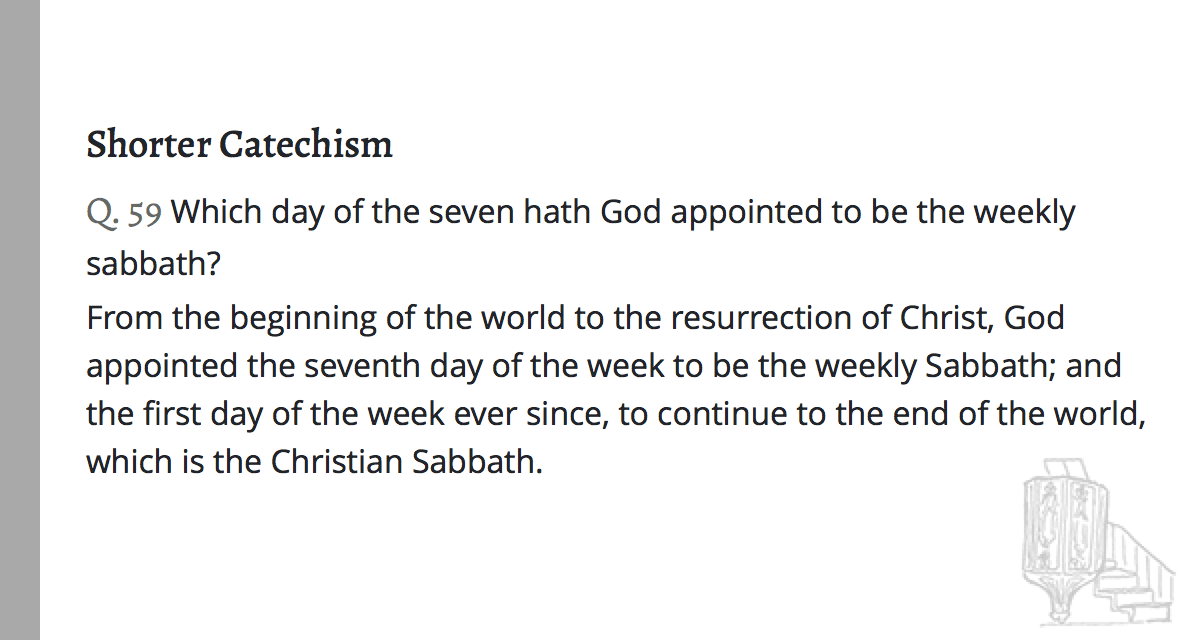 Shorter Catechism
Q. 59 Which day of the seven hath God appointed to be the weekly
sabbath?
From the beginning of the world to the resurrection of Christ, God
appointed the seventh day of the week to be the weekly Sabbath; and
the first day of the week ever since, to continue to the end of the world,
which is the Christian Sabbath.